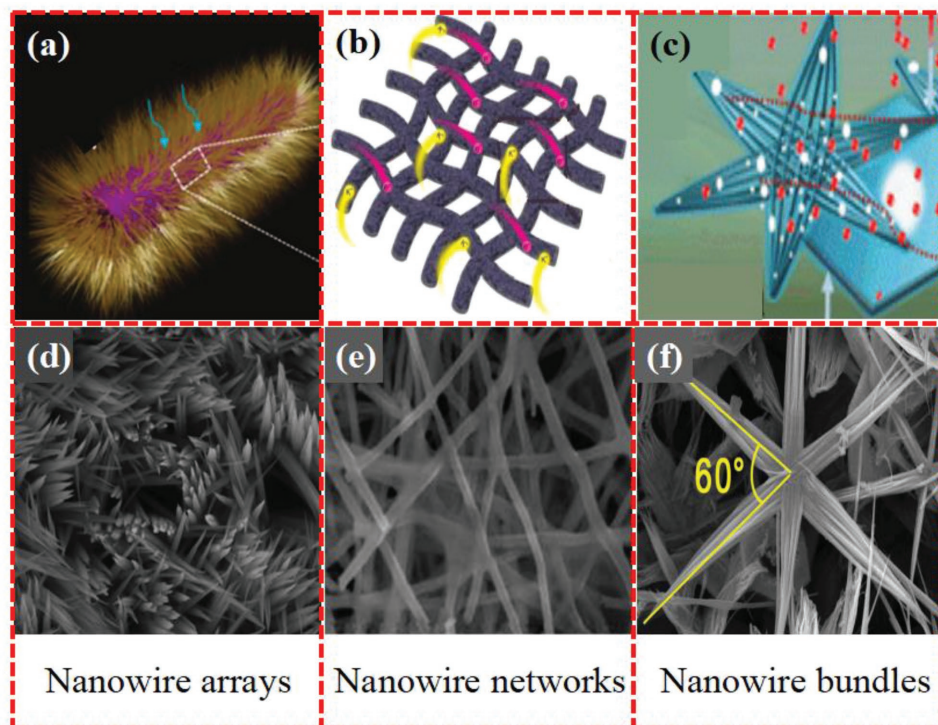 (a)
(b)
(c)
(d)
(e)
(f)
60°
Nanowire arrays
Nanowire networks
Nanowire bundles